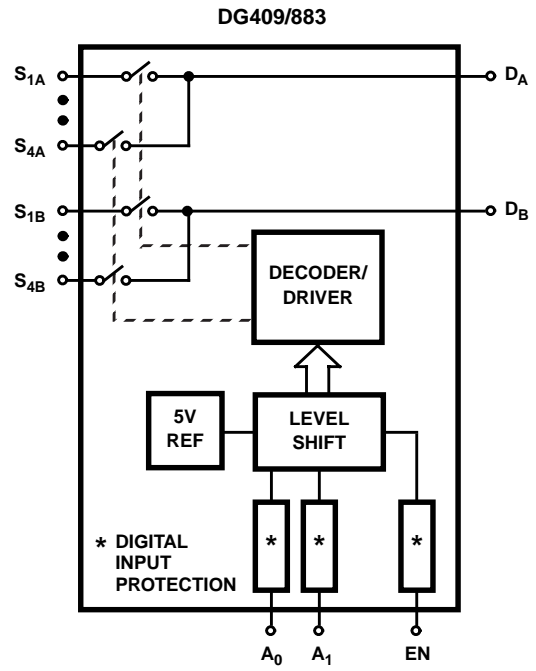 DG409/883
S1A
DA
S4A
S1B
DB
S4B
DECODER/
DRIVER
5V
REF
LEVEL
SHIFT
* DIGITAL
INPUT
PROTECTION
*
*
*
A0
A1
EN